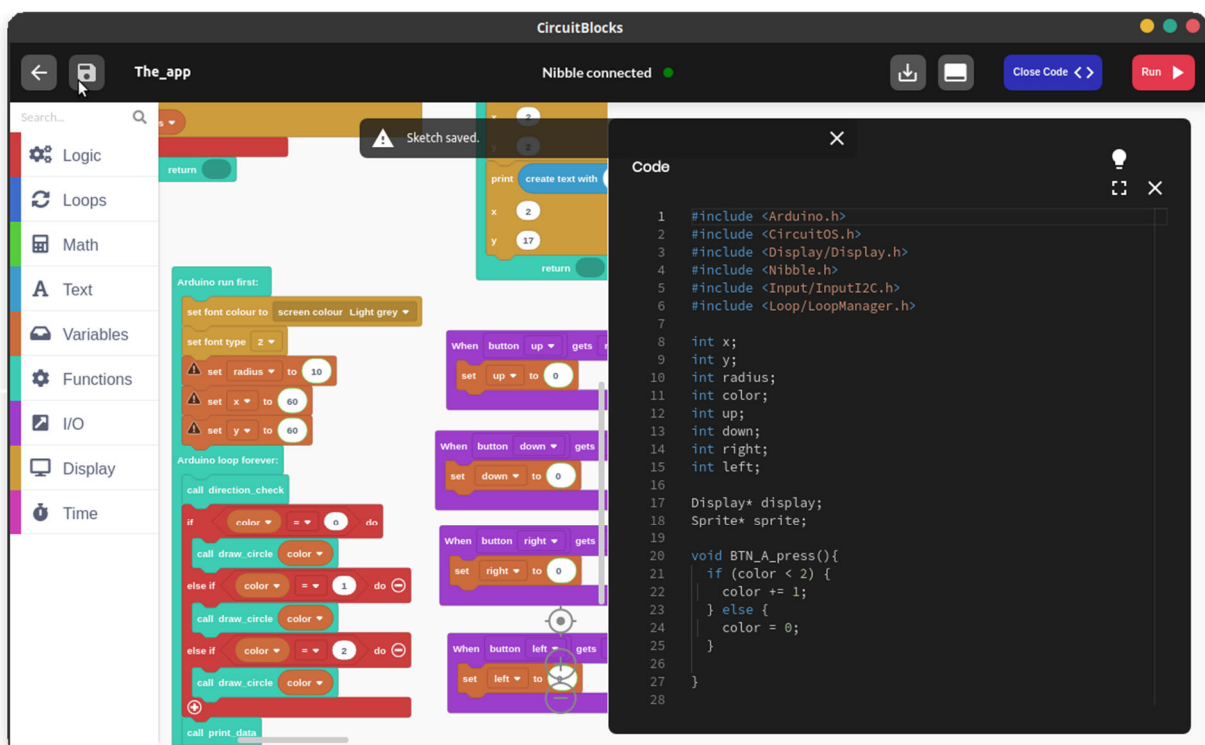 CircuitBlocks
The_app
Nibble connected
Close Code < >
Run
Search...
Logic
Loops
Math
Text
Variables
Functions
I/O
Display
Time
Sketch saved.
return
2
print create text with
x 2
y 17
return
Arduino run first:
set font colour to screen colour Light grey
set font type 2
set radius to 10
set x to 60
set y to 60
Arduino loop forever:
call direction_check
if color = 0 do
call draw_circle color
else if color = 1 do
call draw_circle color
else if color = 2 do
call draw_circle color
call print_data
When button up gets
set up to 0
When button down gets
set down to 0
When button right gets
set right to 0
When button left gets
set left to
Code
1 #include <Arduino.h>
2 #include <CircuitOS.h>
3 #include <Display/Display.h>
4 #include <Nibble.h>
5 #include <Input/InputI2C.h>
6 #include <Loop/LoopManager.h>
7
8 int x;
9 int y;
10 int radius;
11 int color;
12 int up;
13 int down;
14 int right;
15 int left;
16
17 Display* display;
18 Sprite* sprite;
19
20 void BTN_A_press(){
21 if (color < 2) {
22 color += 1;
23 } else {
24 color = 0;
25 }
26
27 }
28